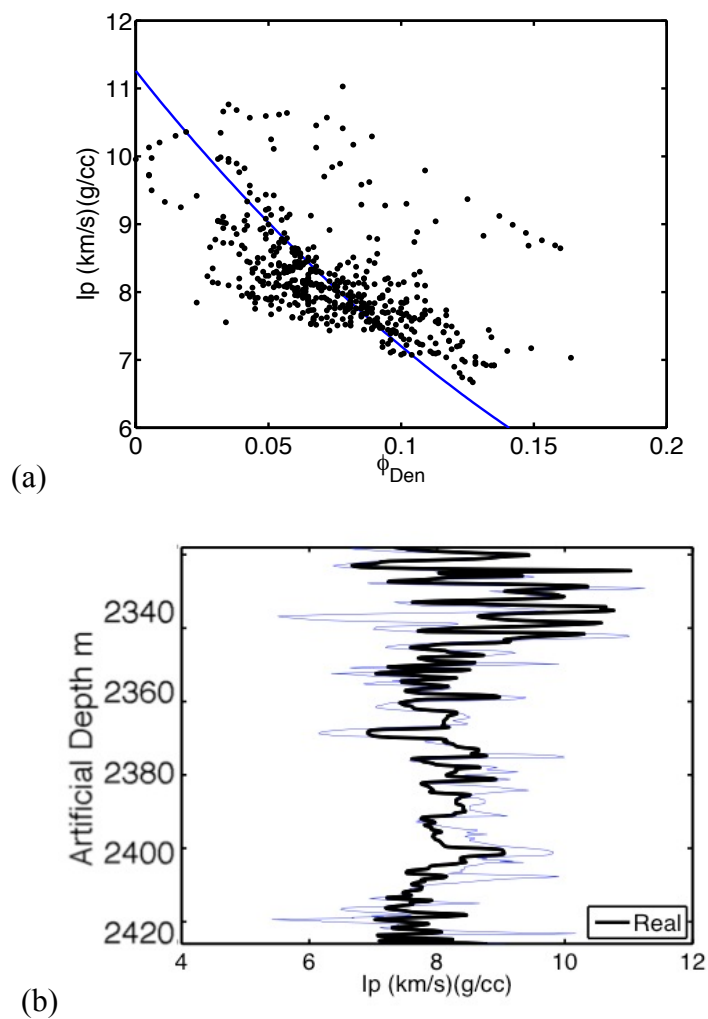 12
11
10
9
8
7
6
Ip (km/s)(g/cc)
0 0.05 0.1 0.15 0.2
ϕDen
(a)
2340
2360
2380
2400
2420
Artificial Depth m
Real
4 6 8 10 12
Ip (km/s)(g/cc)
(b)